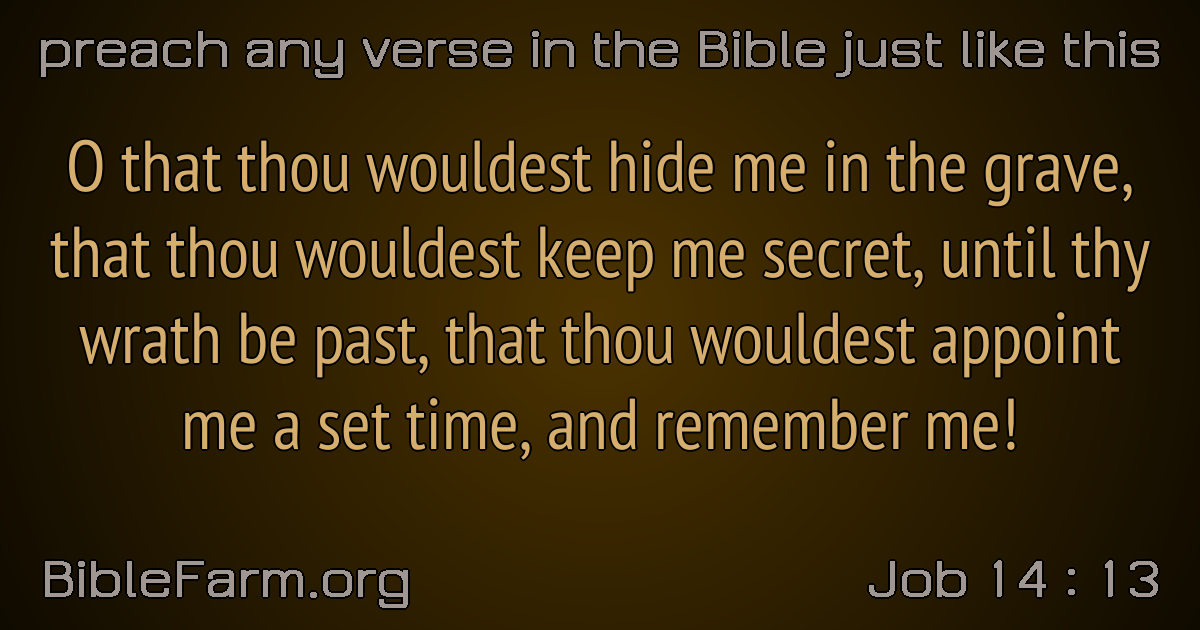 preach any verse in the Bible just like this
O that thou wouldest hide me in the grave,
that thou wouldest keep me secret, until thy
wrath be past, that thou wouldest appoint
me a set time, and remember me!
BibleFarm.org
Job 14 : 13